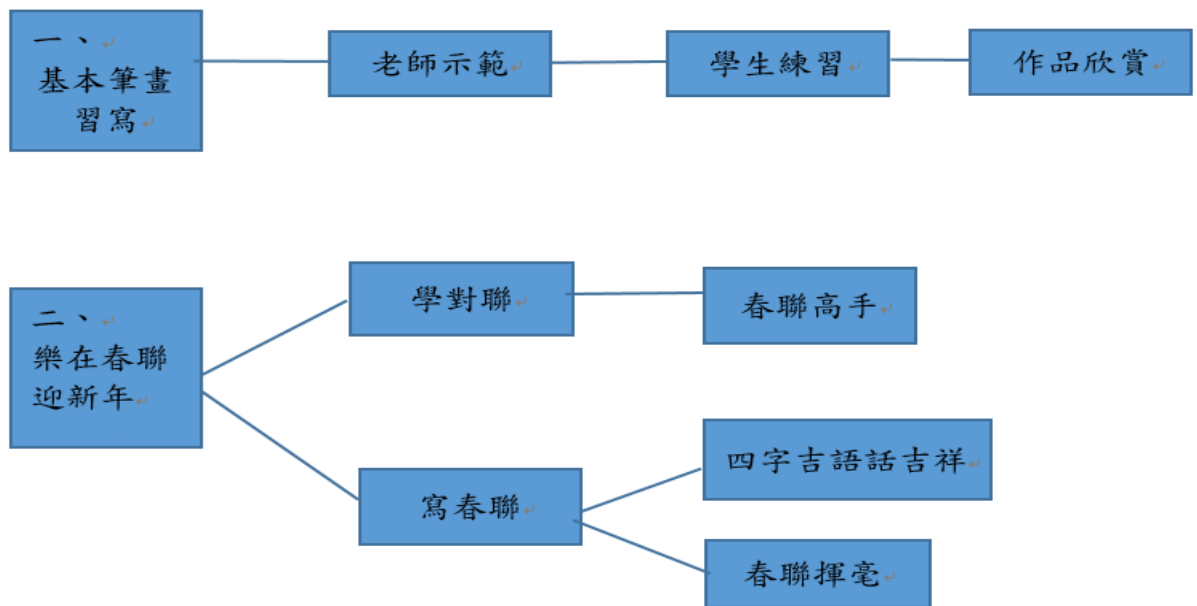 一、
基本筆畫
習寫
老師示範
學生練習
作品欣賞
二、
樂在春聯
迎新年
學對聯
春聯高手
寫春聯
四字吉語話吉祥
春聯揮毫